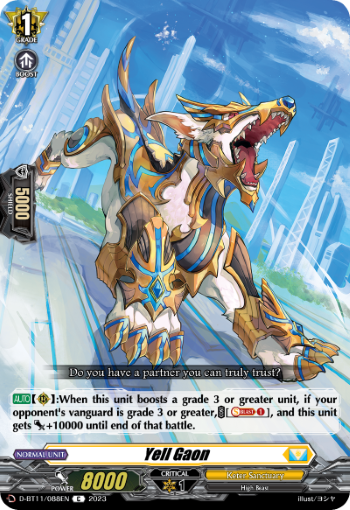 1
GRADE
BOOST
5000
SHIELD
Do you have a partner you can truly trust?
AUTO【RC】:When this unit boosts a grade 3 or greater unit, if your
opponent's vanguard is grade 3 or greater, [SOUL BLAST 1], and this unit
gets +10000 until end of that battle.
NORMAL UNIT
Yell Gaon
POWER
8000
CRITICAL
1
Keter Sanctuary
High Beast
D-BT11/088EN C 2023
illust/ヨシヤ